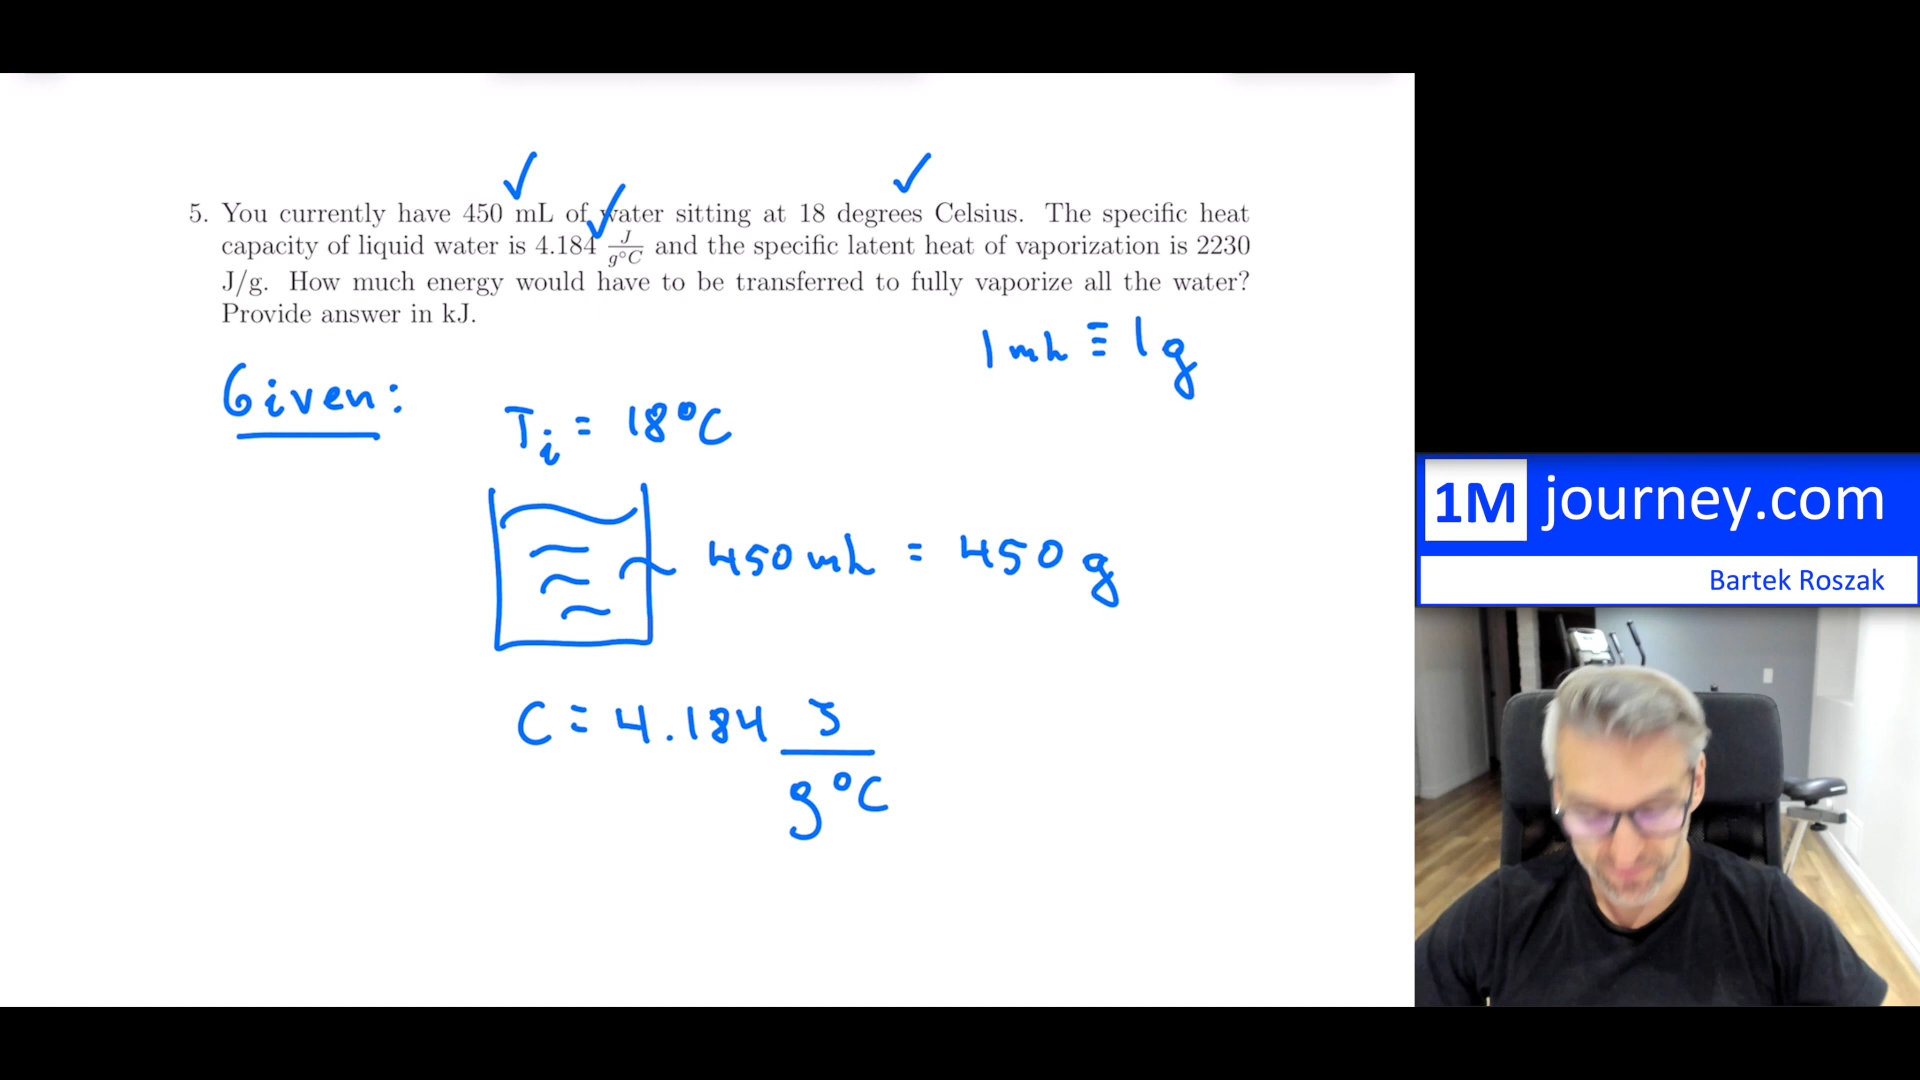 5. You currently have 450 mL of water sitting at 18 degrees Celsius. The specific heat
capacity of liquid water is 4.184 J/g°C and the specific latent heat of vaporization is 2230
J/g. How much energy would have to be transferred to fully vaporize all the water?
Provide answer in kJ.
1 mL ≡ 1 g
Given:
Ti = 18°C
450 mL = 450 g
C = 4.184 J/g°C
1M journey.com
Bartek Roszak